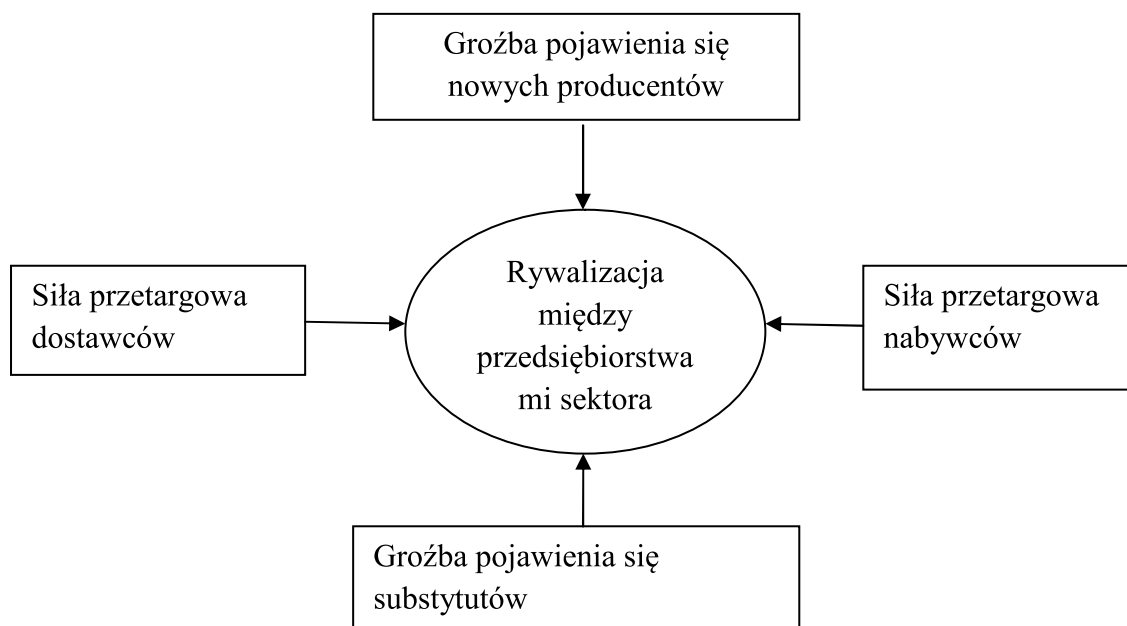 Groźba pojawienia się
nowych producentów
Siła przetargowa
dostawców
Rywalizacja
między
przedsiębiorstwa
mi sektora
Siła przetargowa
nabywców
Groźba pojawienia się
substytutów